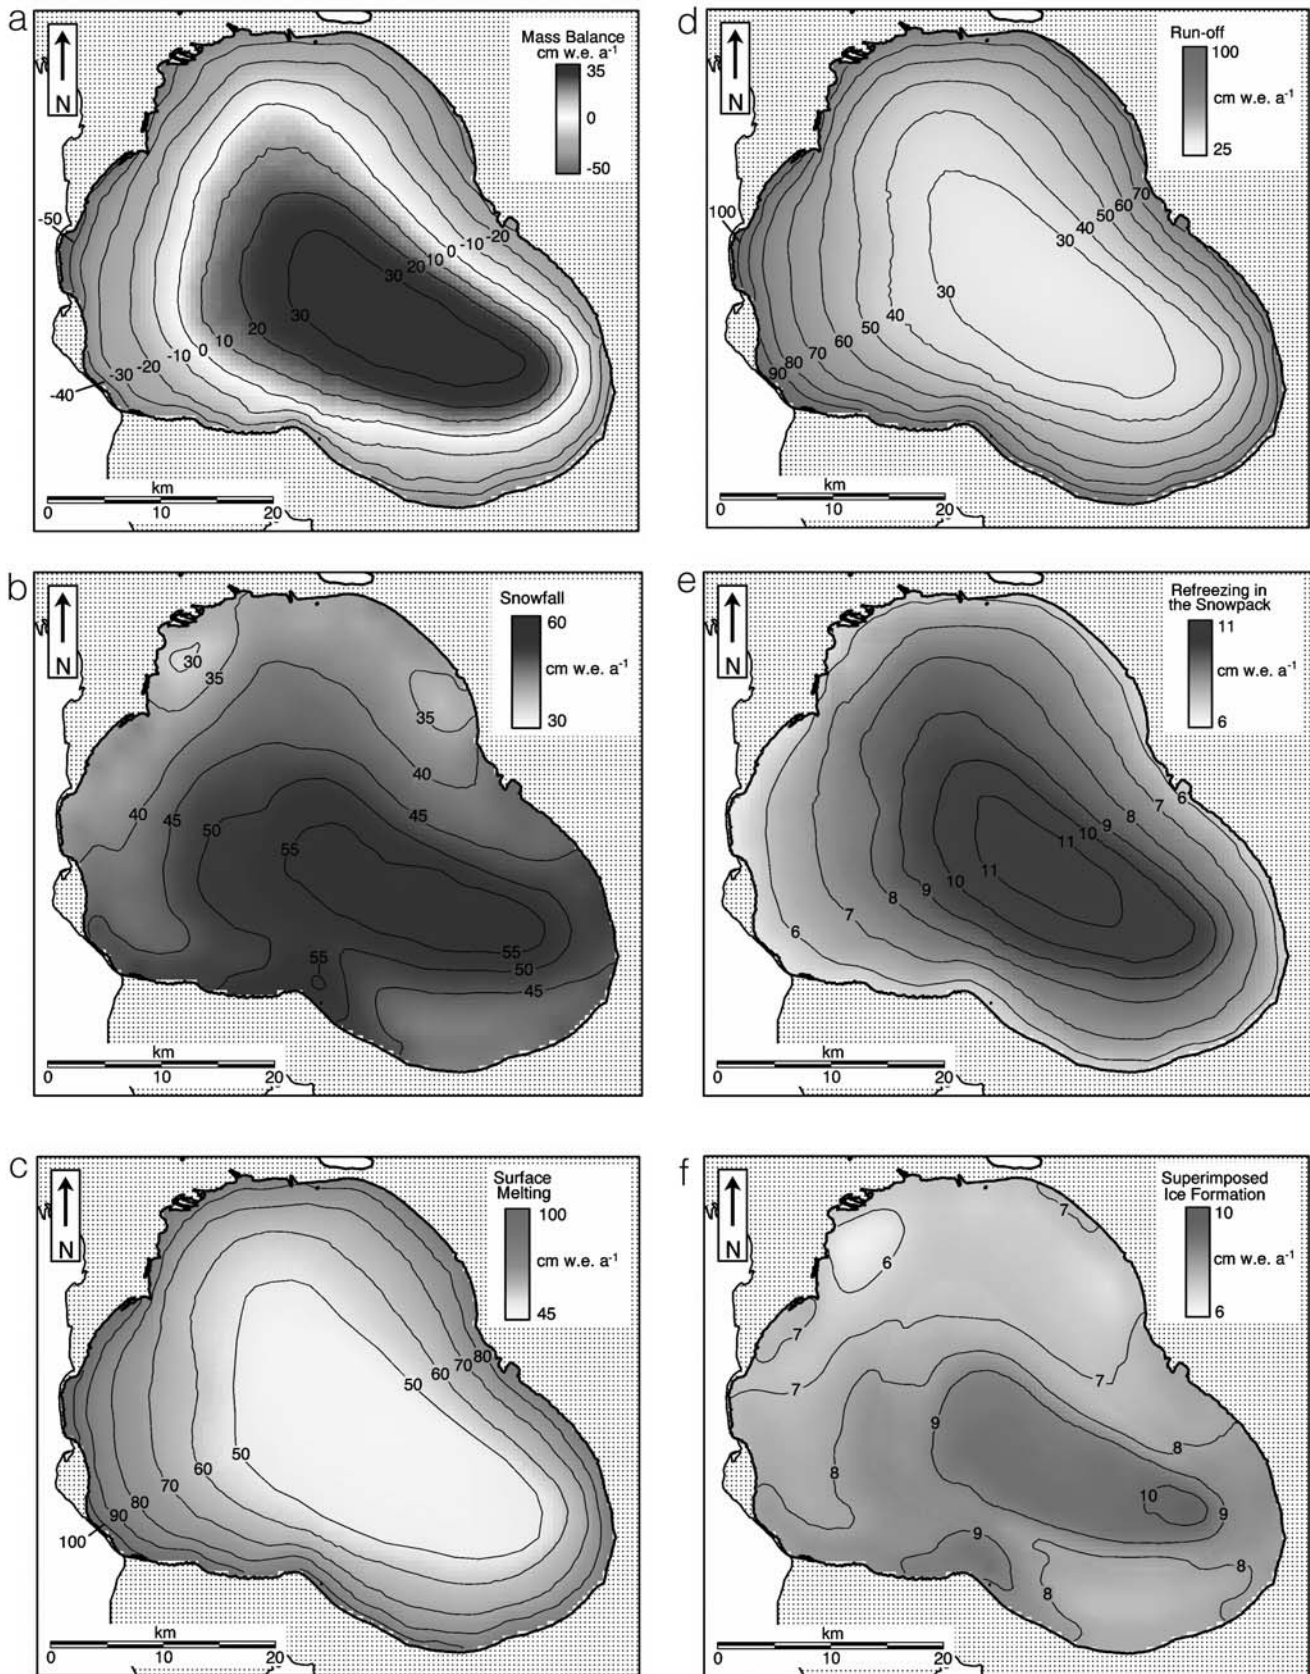 a
N
Mass Balance
cm w.e. a-1
35
0
-50
-50
30
20
10
0
-10
-20
30
20
10
0
-10
-20
-30
-40
km
0 10 20
d
N
Run-off
100
cm w.e. a-1
25
100
70
60
50
40
30
30
40
50
60
70
80
90
km
0 10 20
b
N
Snowfall
60
cm w.e. a-1
30
30
35
35
40
40
45
45
50
55
55
55
50
45
km
0 10 20
e
N
Refreezing in
the Snowpack
11
cm w.e. a-1
6
6
7
8
9
10
11
11
10
9
8
7
6
km
0 10 20
c
N
Surface
Melting
100
cm w.e. a-1
45
80
70
60
50
50
60
70
80
90
100
km
0 10 20
f
N
Superimposed
Ice Formation
10
cm w.e. a-1
6
7
6
7
7
7
9
8
8
10
9
9
8
8
km
0 10 20